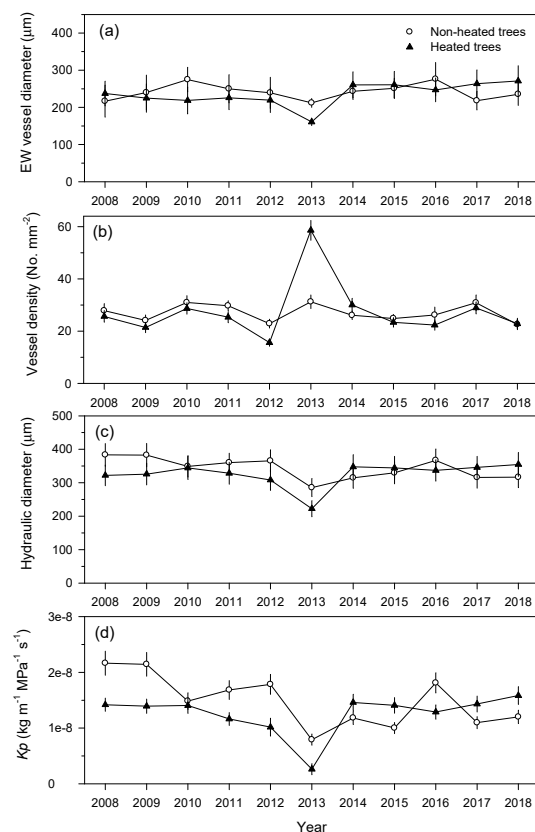 (a)
Non-heated trees
Heated trees
EW vessel diameter (μm)
400
300
200
100
0
2008 2009 2010 2011 2012 2013 2014 2015 2016 2017 2018
(b)
Vessel density (No. mm⁻²)
60
40
20
0
2008 2009 2010 2011 2012 2013 2014 2015 2016 2017 2018
(c)
Hydraulic diameter (μm)
500
400
300
200
100
0
2008 2009 2010 2011 2012 2013 2014 2015 2016 2017 2018
(d)
Kp (kg m⁻¹ MPa⁻¹ s⁻¹)
3e-8
2e-8
1e-8
0
2008 2009 2010 2011 2012 2013 2014 2015 2016 2017 2018
Year